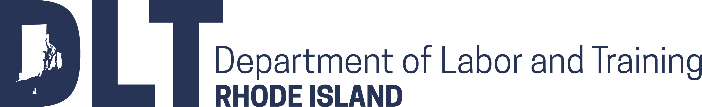 DLT
Department of Labor and Training
RHODE ISLAND